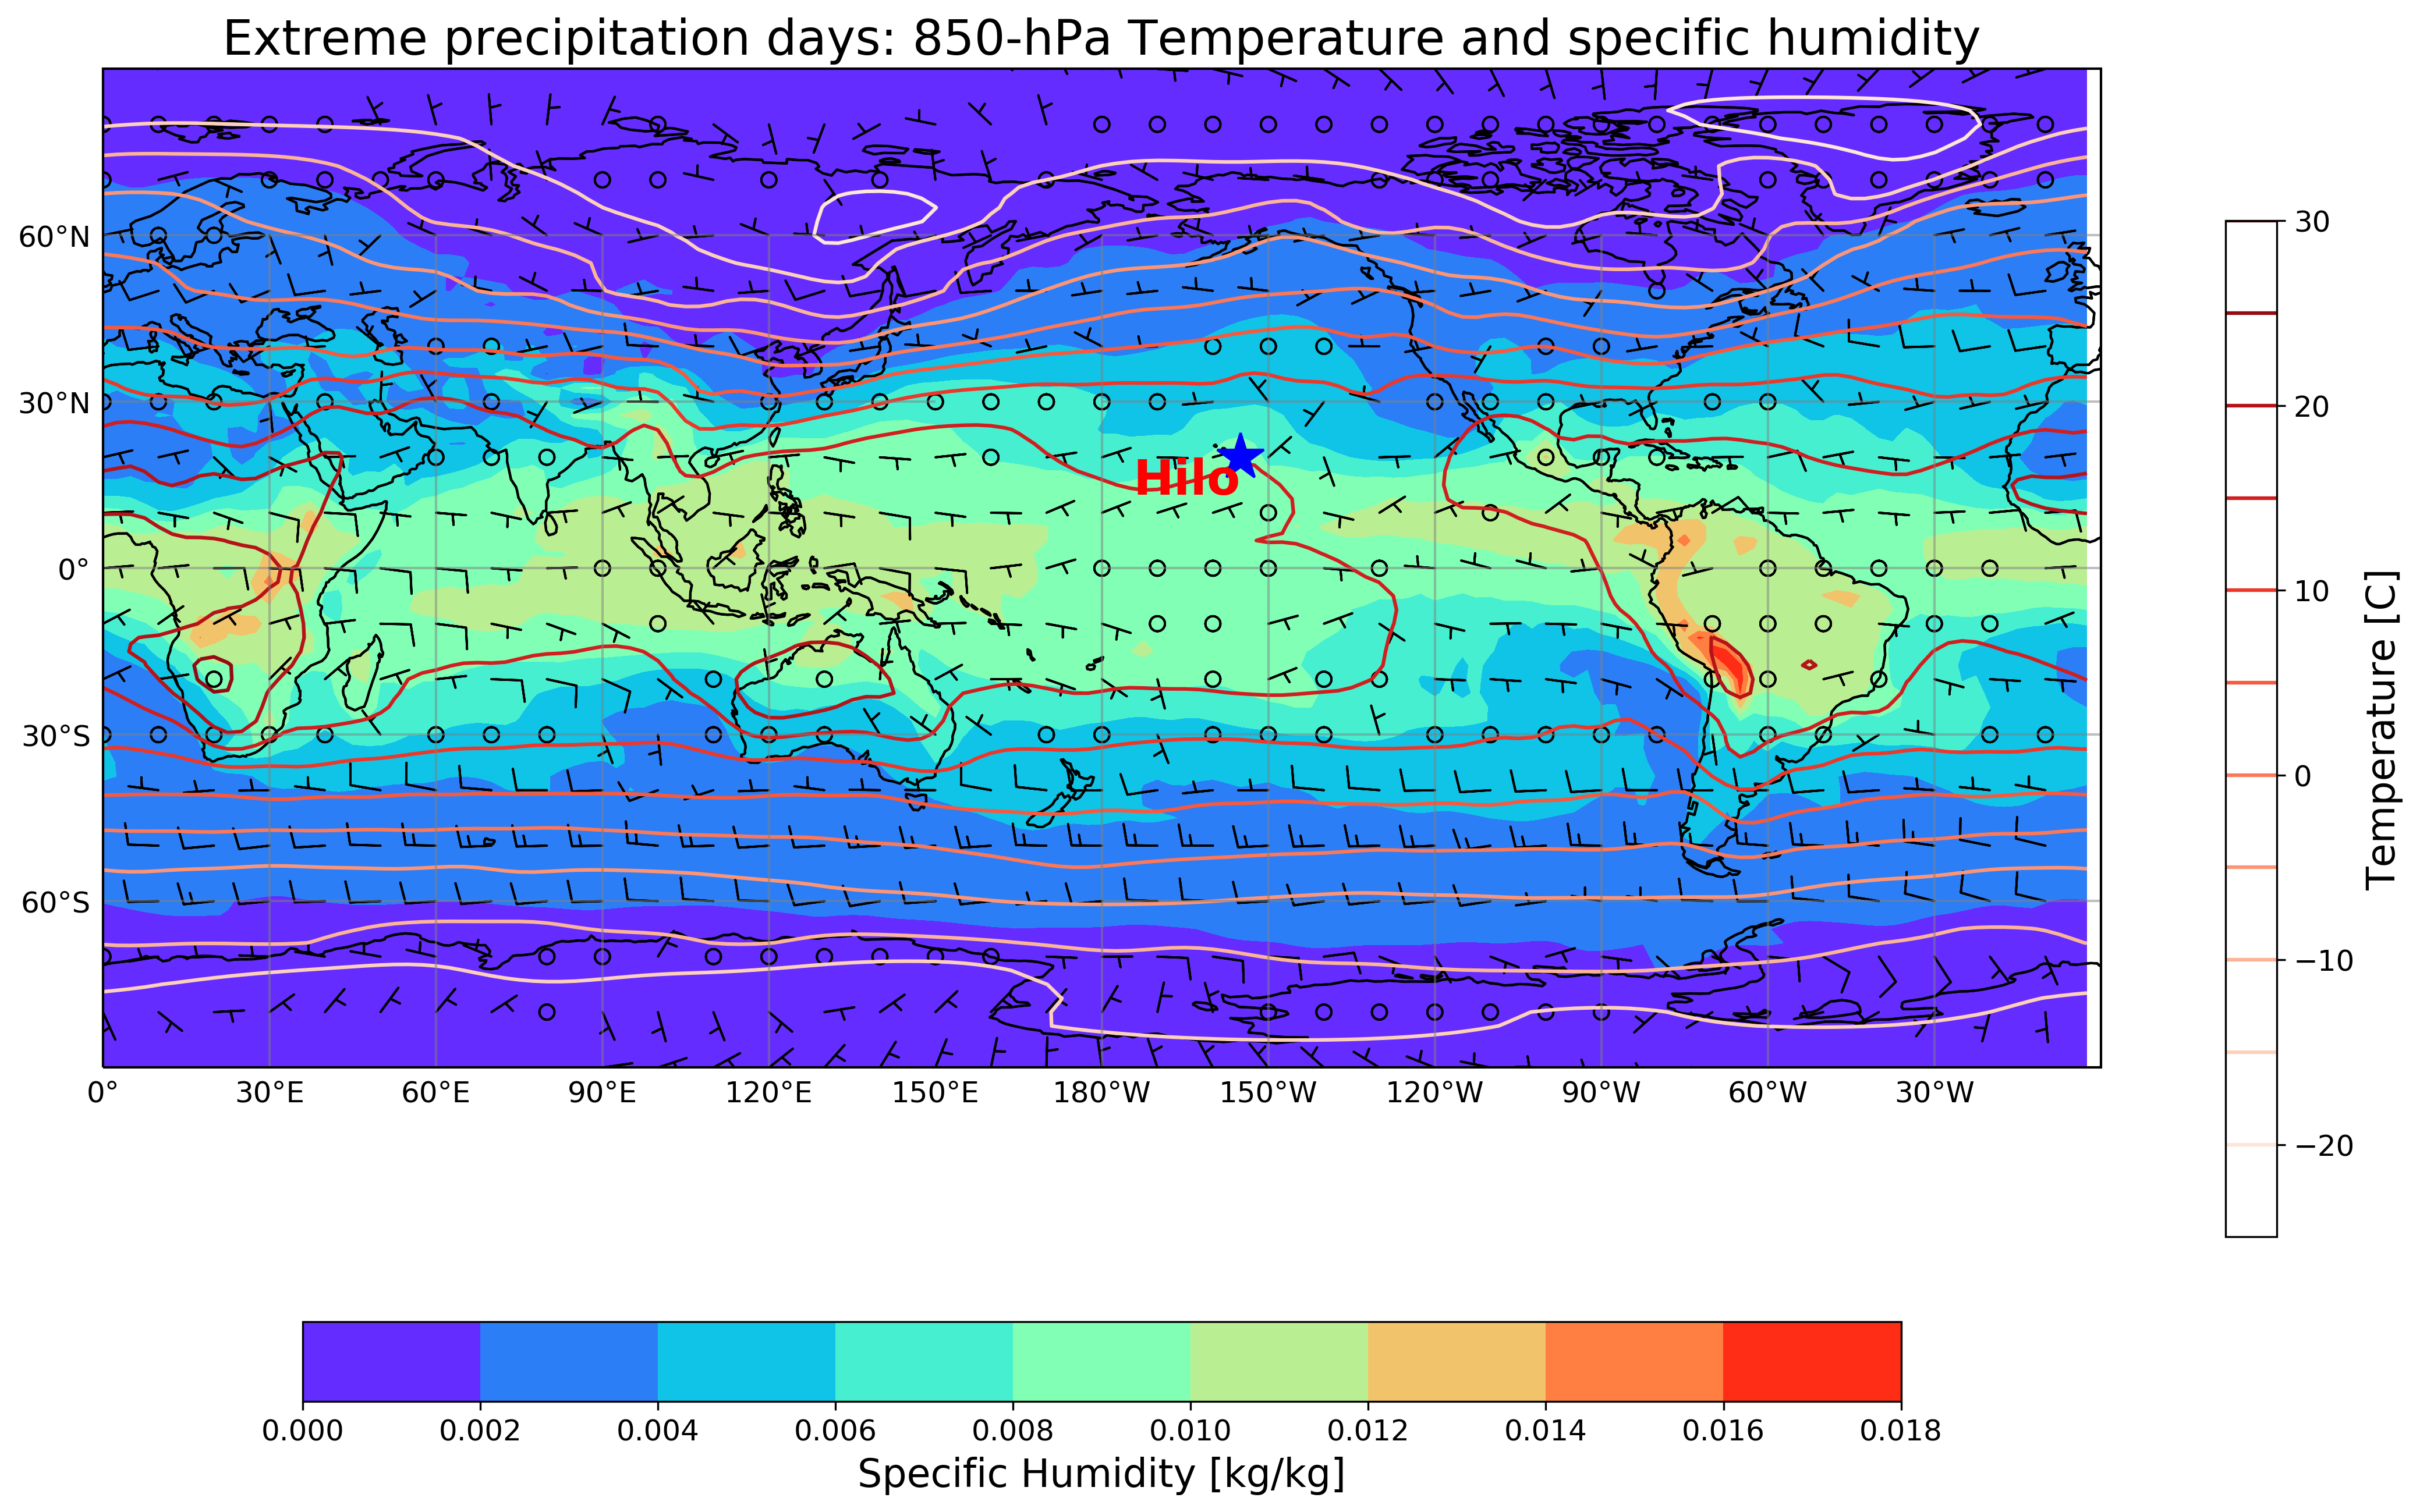 Extreme precipitation days: 850-hPa Temperature and specific humidity
60°N
30°N
0°
30°S
60°S
Hilo
0° 30°E 60°E 90°E 120°E 150°E 180°W 150°W 120°W 90°W 60°W 30°W
30
20
10
0
−10
−20
Temperature [C]
0.000 0.002 0.004 0.006 0.008 0.010 0.012 0.014 0.016 0.018
Specific Humidity [kg/kg]